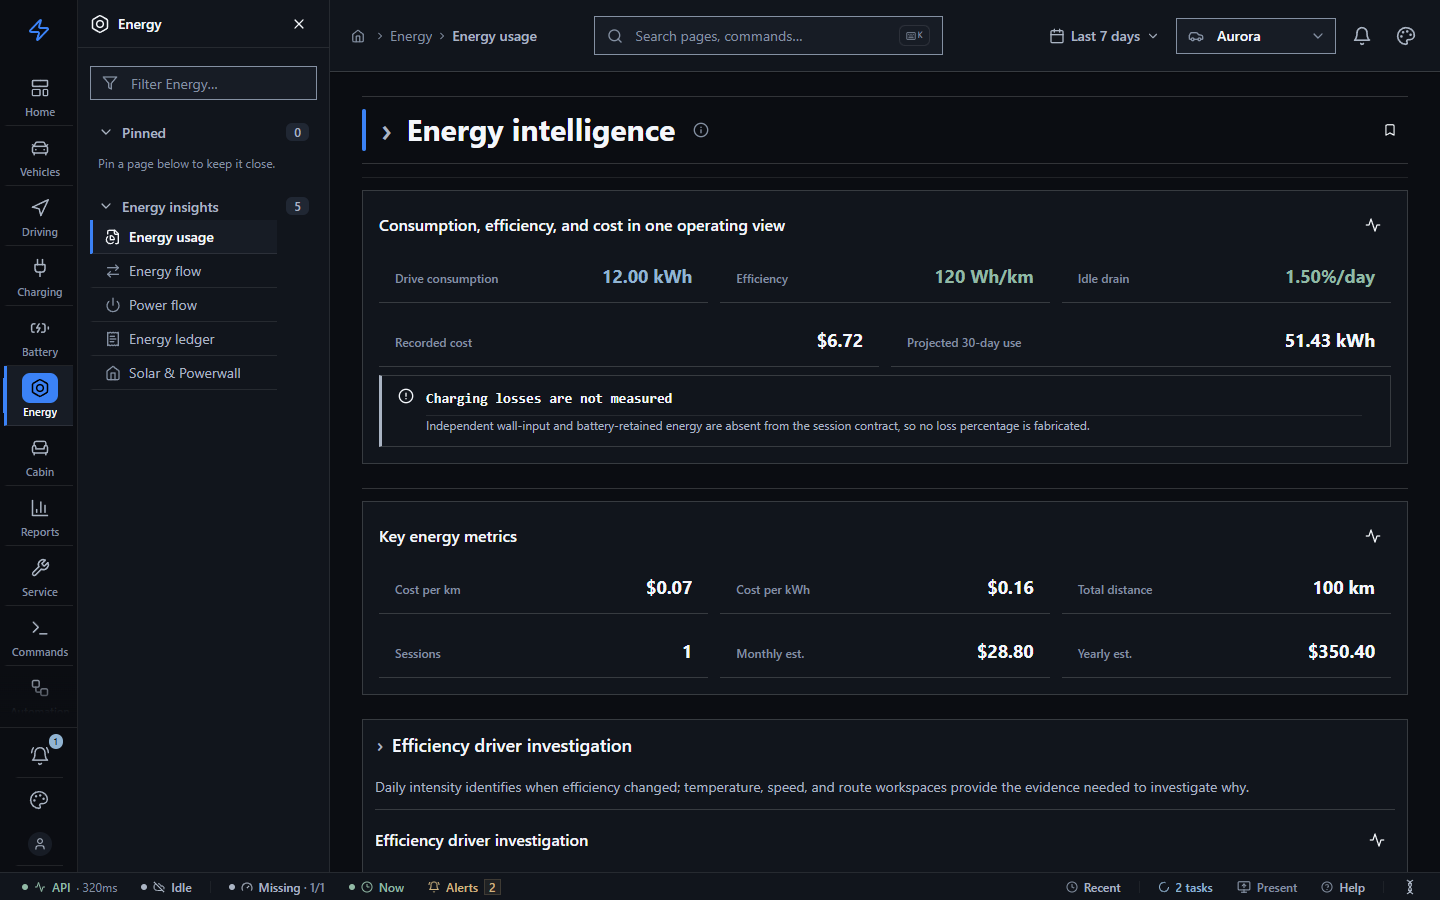 Energy
Filter Energy...
Pinned
0
Pin a page below to keep it close.
Energy insights
5
Energy usage
Energy flow
Power flow
Energy ledger
Solar & Powerwall
Home
Vehicles
Driving
Charging
Battery
Energy
Cabin
Reports
Service
Commands
1
Energy
Energy usage
Search pages, commands...
K
Last 7 days
Aurora
Energy intelligence
Consumption, efficiency, and cost in one operating view
Drive consumption 12.00 kWh
Efficiency 120 Wh/km
Idle drain 1.50%/day
Recorded cost $6.72
Projected 30-day use 51.43 kWh
Charging losses are not measured
Independent wall-input and battery-retained energy are absent from the session contract, so no loss percentage is fabricated.
Key energy metrics
Cost per km $0.07
Cost per kWh $0.16
Total distance 100 km
Sessions 1
Monthly est. $28.80
Yearly est. $350.40
Efficiency driver investigation
Daily intensity identifies when efficiency changed; temperature, speed, and route workspaces provide the evidence needed to investigate why.
Efficiency driver investigation
API · 320ms
Idle
Missing · 1/1
Now
Alerts 2
Recent
2 tasks
Present
Help